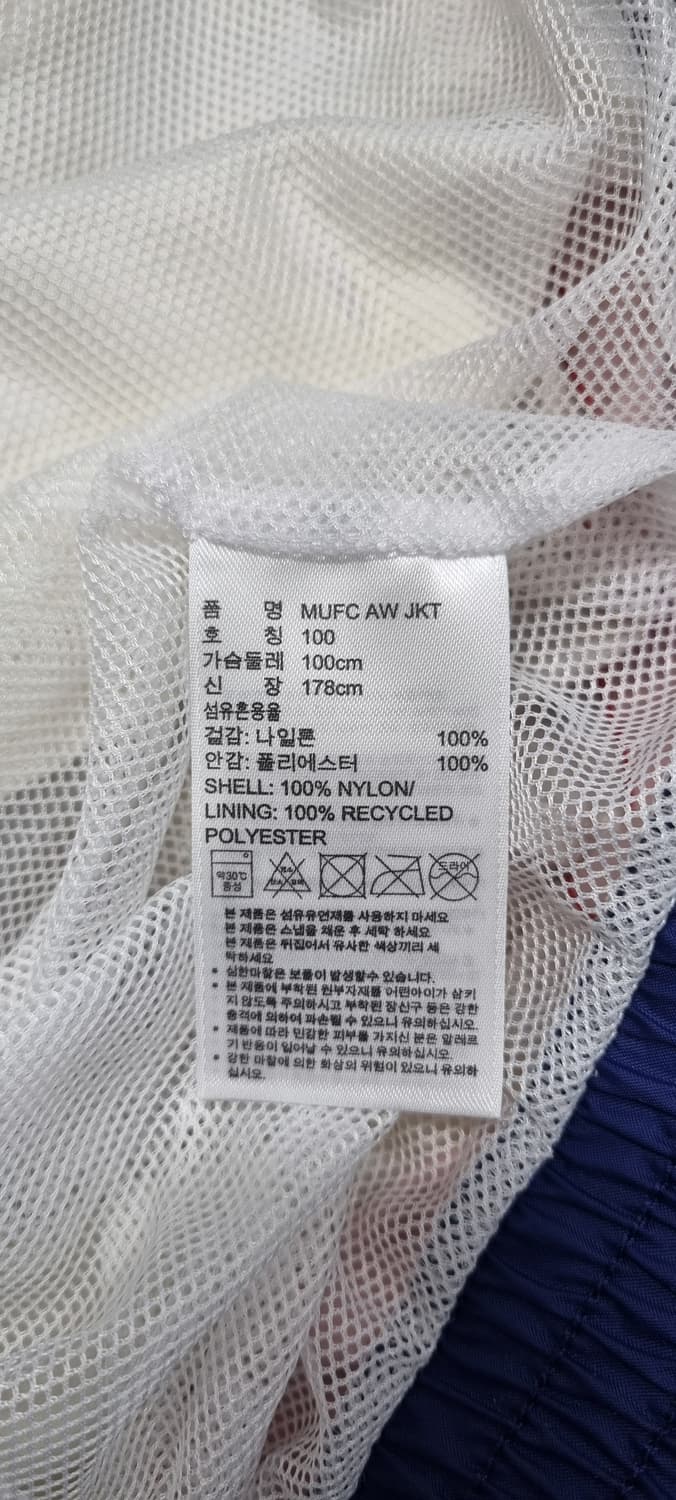 품 명 MUFC AW JKT
호 칭 100
가슴둘레 100cm
신 장 178cm
섬유혼용율
겉감: 나일론 100%
안감: 폴리에스터 100%
SHELL: 100% NYLON/
LINING: 100% RECYCLED
POLYESTER
약30℃
중성
염소
산소 표백
드라이
본 제품은 섬유유연제를 사용하지 마세요
본 제품은 스냅을 채운 후 세탁 하세요
본 제품은 뒤집어서 유사한 색상끼리 세
탁하세요
* 심한마찰은 보풀이 발생할수 있습니다.
* 본 제품에 부착된 원부자재를 어린아이가 삼키
지 않도록 주의하시고 부착된 장신구 등은 강한
충격에 의하여 파손될 수 있으니 유의하십시오.
* 제품에 따라 민감한 피부를 가지신 분은 알레르
기 반응이 일어날 수 있으니 유의하십시오.
* 강한 마찰에 의한 화상의 위험이 있으니 유의하
십시오.